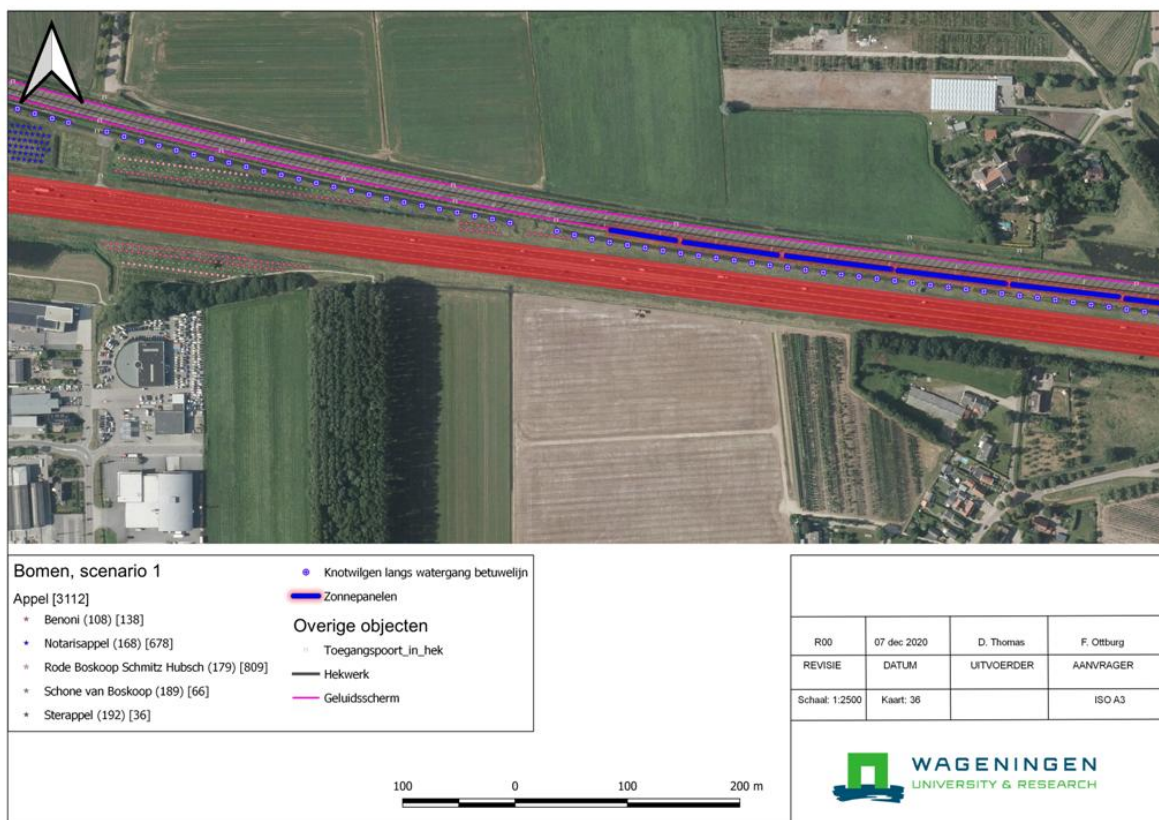 Bomen, scenario 1
Appel [3112]
Benoni (108) [138]
Notarisappel (168) [678]
Rode Boskoop Schmitz Hubsch (179) [809]
Schone van Boskoop (189) [66]
Sterappel (192) [36]
Knotwilgen langs watergang betuwelijn
Zonnepanelen
Overige objecten
Toegangspoort_in_hek
Hekwerk
Geluidsscherm
100 0 100 200 m
R00 07 dec 2020 D. Thomas F. Ottburg
REVISIE DATUM UITVOERDER AANVRAGER
Schaal: 1:2500 Kaart: 36 ISO A3
WAGENINGEN
UNIVERSITY & RESEARCH